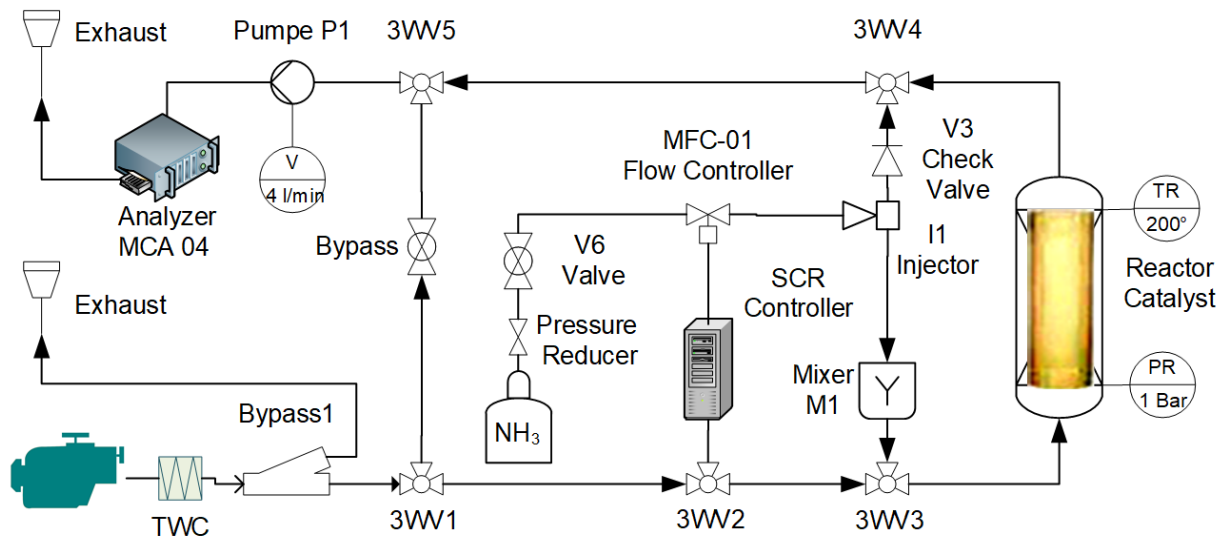 Exhaust
Pumpe P1
3WV5
3WV4
V
4 l/min
Analyzer
MCA 04
MFC-01
Flow Controller
V3
Check
Valve
TR
200°
Bypass
V6
Valve
I1
Injector
Reactor
Catalyst
Exhaust
SCR
Controller
Pressure
Reducer
Mixer
M1
PR
1 Bar
Bypass1
NH₃
Y
TWC
3WV1
3WV2
3WV3